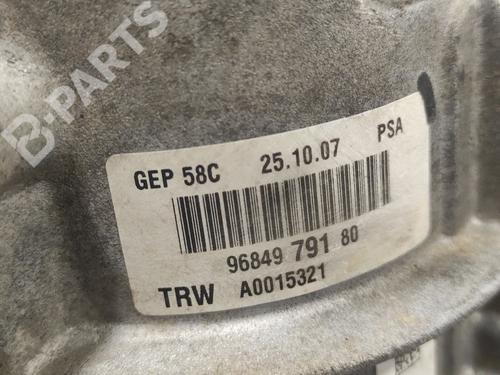 B-PARTS
GEP 58C 25.10.07 PSA
96849 791 80
TRW A0015321